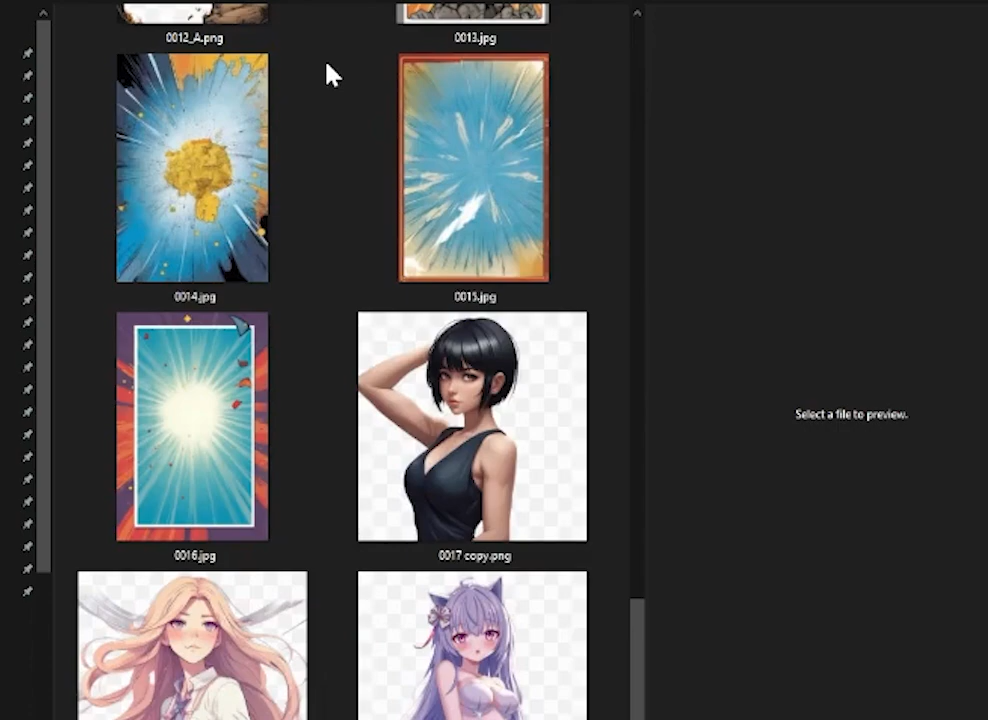 0012_A.png
0013.jpg
0014.jpg
0015.jpg
Select a file to preview.
0016.jpg
0017 copy.png